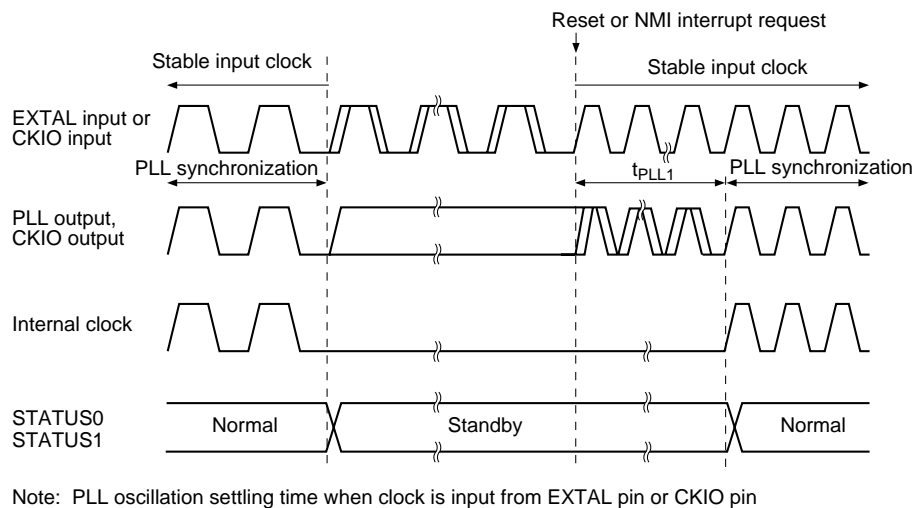 Reset or NMI interrupt request
Stable input clock
Stable input clock
EXTAL input or
CKIO input
PLL synchronization
tPLL1
PLL synchronization
PLL output,
CKIO output
Internal clock
STATUS0
STATUS1
Normal
Standby
Normal
Note: PLL oscillation settling time when clock is input from EXTAL pin or CKIO pin